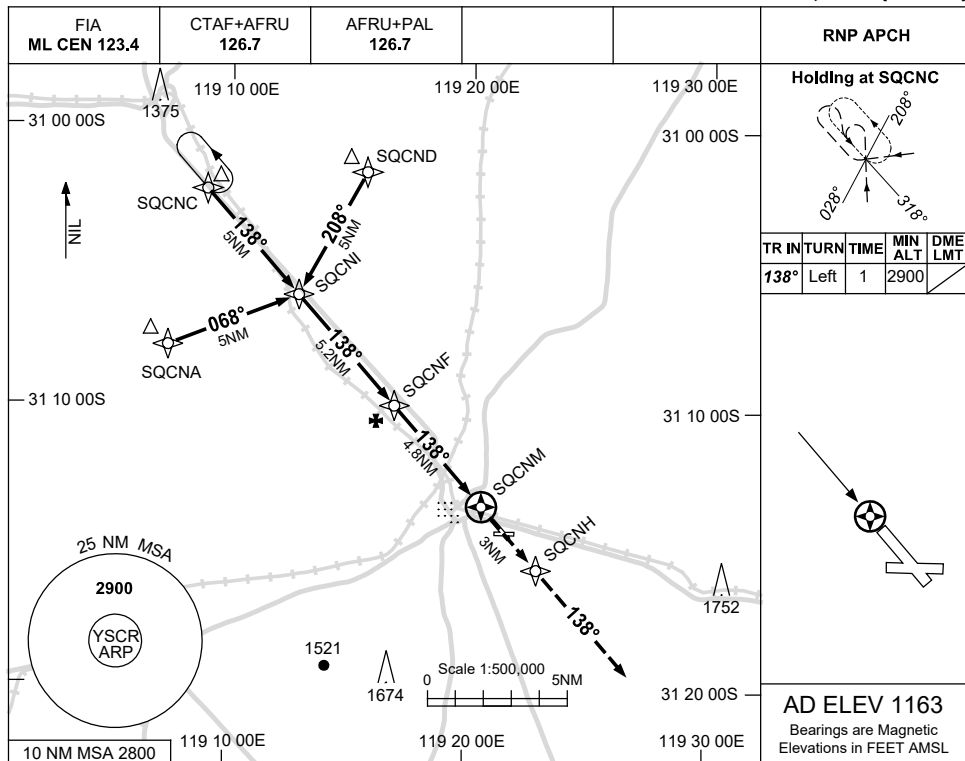 FIA
ML CEN 123.4
CTAF+AFRU
126.7
AFRU+PAL
126.7
RNP APCH
119 10 00E
119 20 00E
119 30 00E
1375
31 00 00S
31 00 00S
NIL
SQCNC
SQCND
138°
5NM
208°
5NM
SQCNI
068°
5NM
SQCNA
138°
5.2NM
SQCNF
31 10 00S
31 10 00S
138°
4.8NM
SQCNM
3NM
SQCNH
138°
1752
25 NM MSA
2900
YSCR
ARP
1521
1674
Scale 1:500,000
0
5NM
31 20 00S
10 NM MSA 2800
119 10 00E
119 20 00E
119 30 00E
Holding at SQCNC
208°
028°
318°
TR IN TURN TIME MIN ALT DME LMT
138° Left 1 2900
AD ELEV 1163
Bearings are Magnetic
Elevations in FEET AMSL